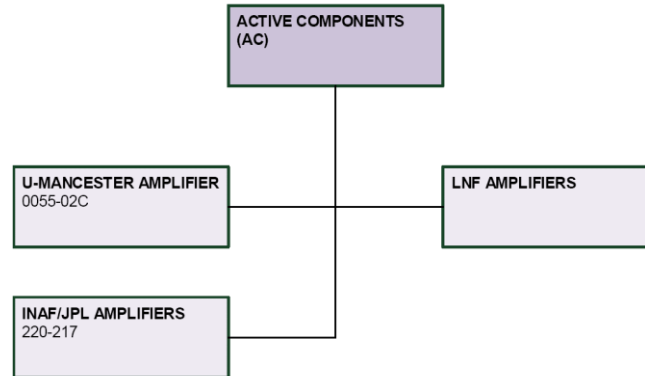 ACTIVE COMPONENTS
(AC)
U-MANCESTER AMPLIFIER
0055-02C
LNF AMPLIFIERS
INAF/JPL AMPLIFIERS
220-217